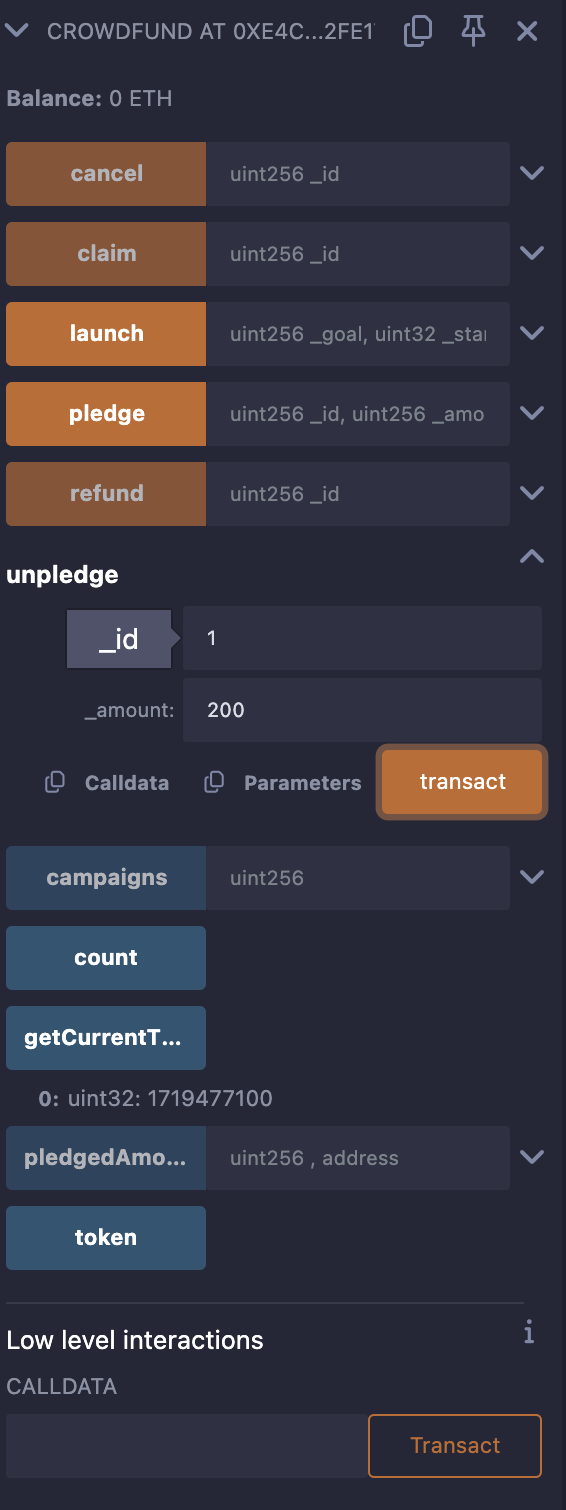 CROWDFUND AT 0XE4C...2FE1
Balance: 0 ETH
cancel uint256 _id
claim uint256 _id
launch uint256 _goal, uint32 _star
pledge uint256 _id, uint256 _amo
refund uint256 _id
unpledge
_id 1
_amount: 200
Calldata Parameters transact
campaigns uint256
count
getCurrentT...
0: uint32: 1719477100
pledgedAmo... uint256 , address
token
Low level interactions
i
CALLDATA
Transact